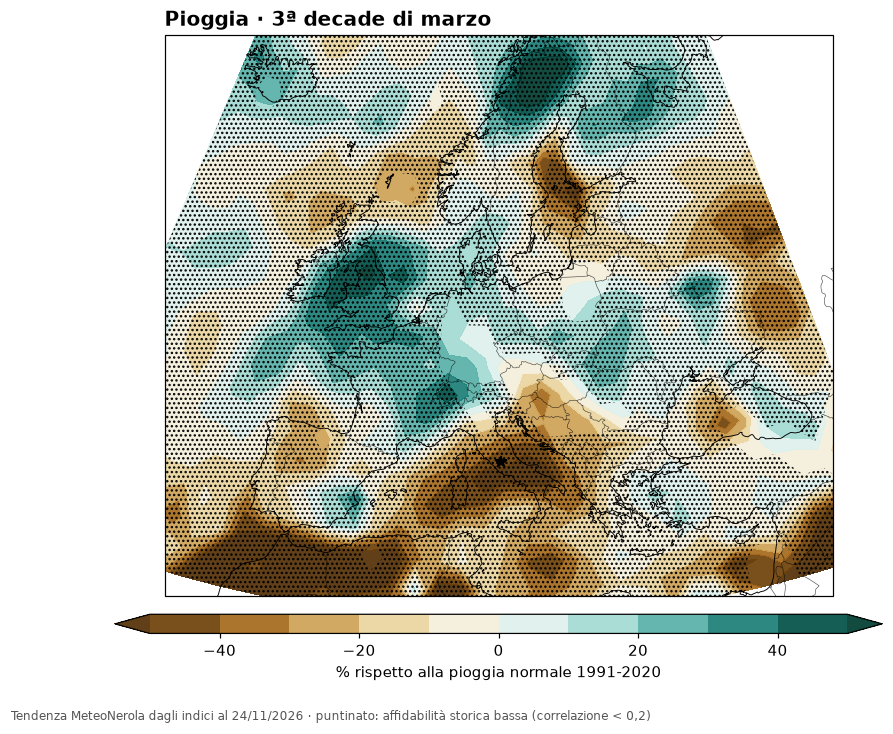 Pioggia · 3ª decade di marzo
−40 −20 0 20 40
% rispetto alla pioggia normale 1991-2020
Tendenza MeteoNerola dagli indici al 24/11/2026 · puntinato: affidabilità storica bassa (correlazione < 0,2)